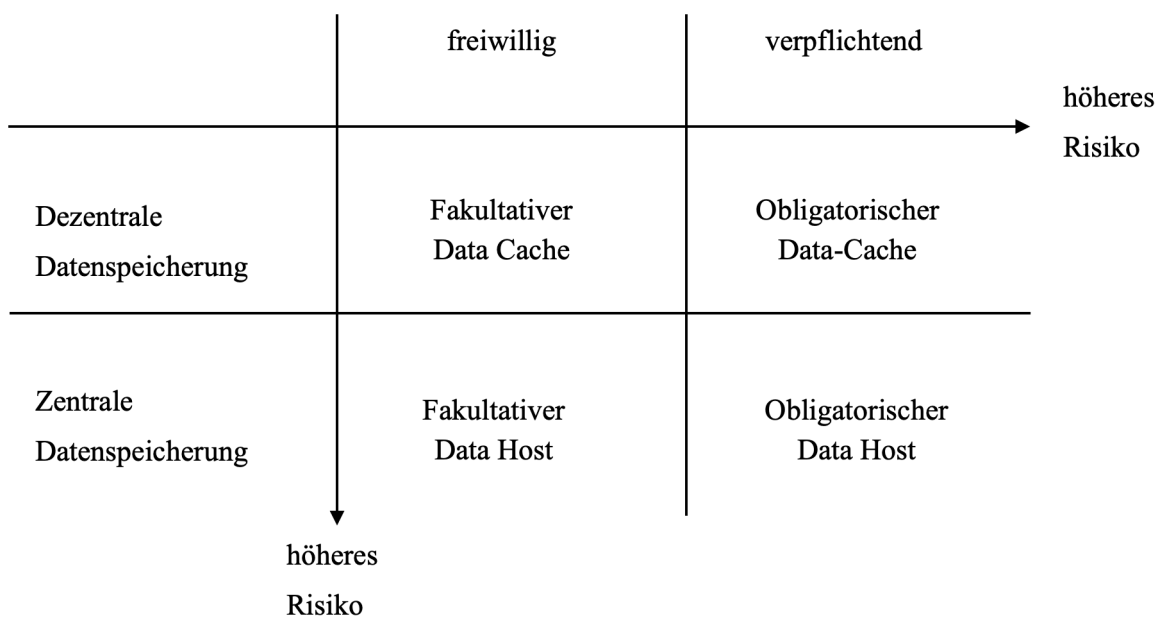 freiwillig
verpflichtend
höheres
Risiko
Dezentrale
Datenspeicherung
Fakultativer
Data Cache
Obligatorischer
Data-Cache
Zentrale
Datenspeicherung
Fakultativer
Data Host
Obligatorischer
Data Host
höheres
Risiko